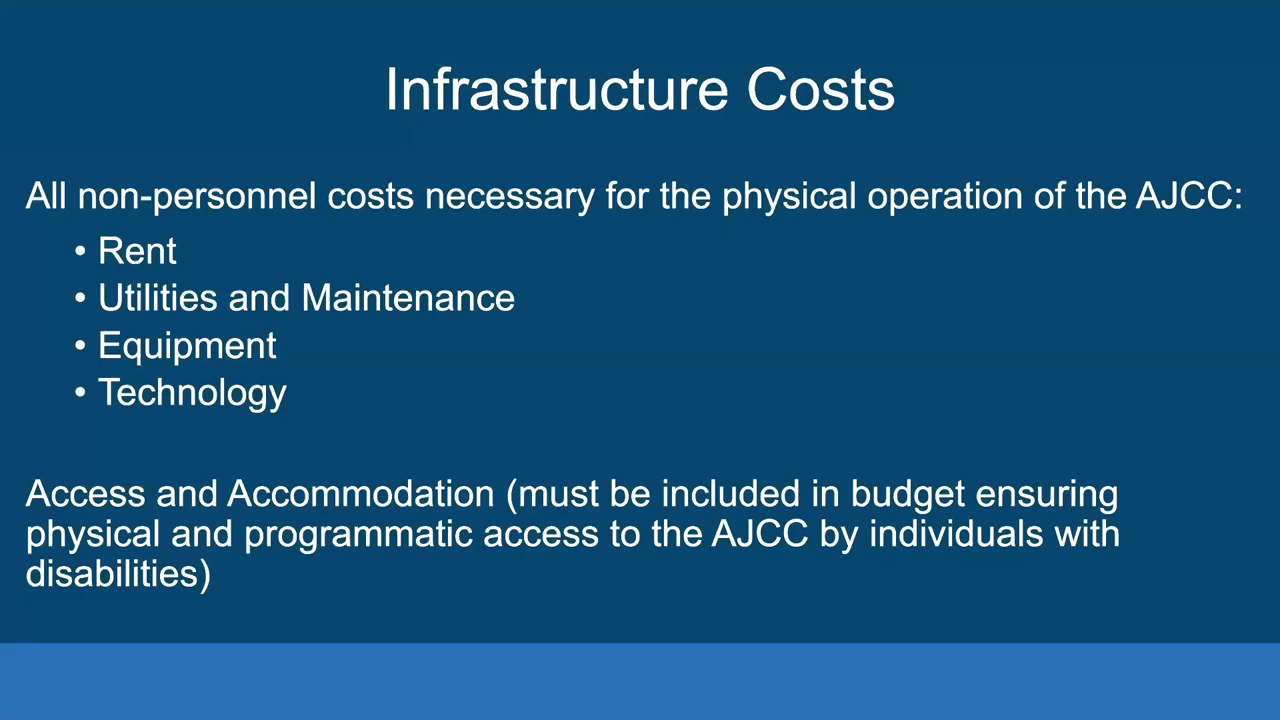 Infrastructure Costs
All non-personnel costs necessary for the physical operation of the AJCC:
• Rent
• Utilities and Maintenance
• Equipment
• Technology
Access and Accommodation (must be included in budget ensuring
physical and programmatic access to the AJCC by individuals with
disabilities)